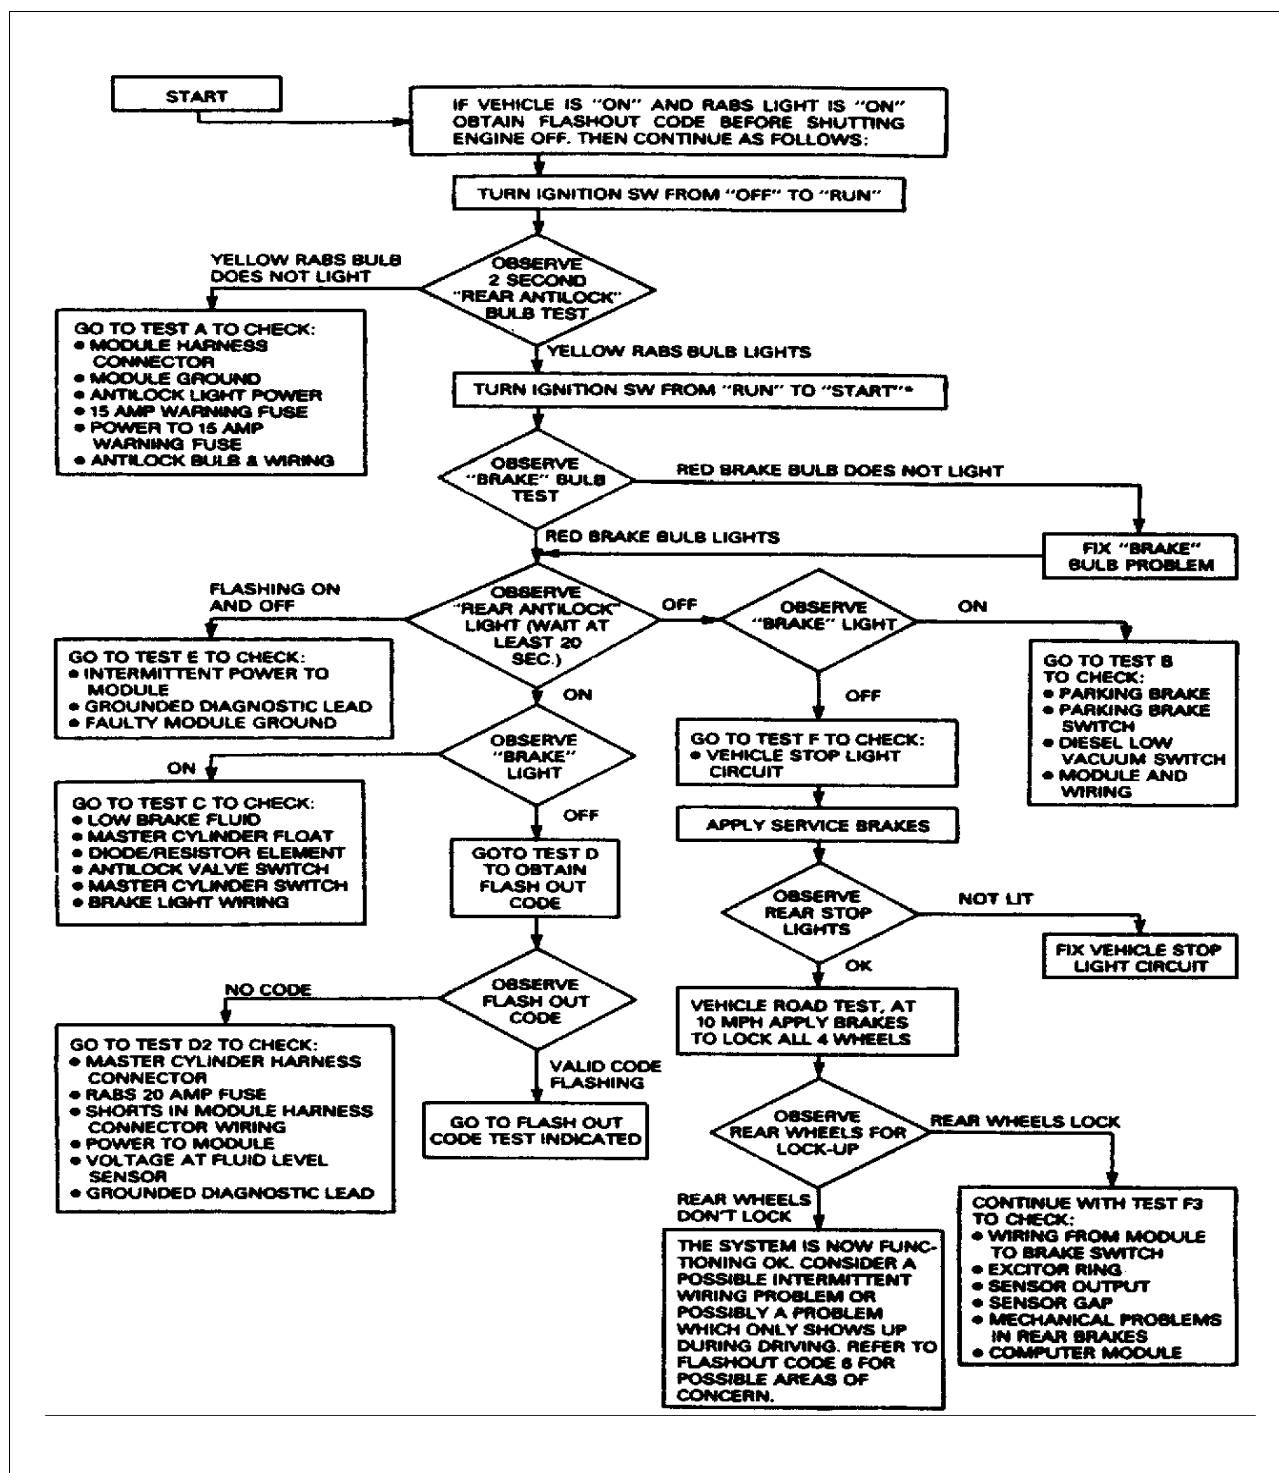 START
IF VEHICLE IS "ON" AND RABS LIGHT IS "ON"
OBTAIN FLASHOUT CODE BEFORE SHUTTING
ENGINE OFF. THEN CONTINUE AS FOLLOWS:
TURN IGNITION SW FROM "OFF" TO "RUN"
OBSERVE
2 SECOND
"REAR ANTILOCK"
BULB TEST
YELLOW RABS BULB
DOES NOT LIGHT
GO TO TEST A TO CHECK:
• MODULE HARNESS
CONNECTOR
• MODULE GROUND
• ANTILOCK LIGHT POWER
• 15 AMP WARNING FUSE
• POWER TO 15 AMP
WARNING FUSE
• ANTILOCK BULB & WIRING
YELLOW RABS BULB LIGHTS
TURN IGNITION SW FROM "RUN" TO "START"*
OBSERVE
"BRAKE" BULB
TEST
RED BRAKE BULB DOES NOT LIGHT
RED BRAKE BULB LIGHTS
FIX "BRAKE"
BULB PROBLEM
OBSERVE
"REAR ANTILOCK"
LIGHT (WAIT AT
LEAST 20
SEC.)
FLASHING ON
AND OFF
GO TO TEST E TO CHECK:
• INTERMITTENT POWER TO
MODULE
• GROUNDED DIAGNOSTIC LEAD
• FAULTY MODULE GROUND
OFF
OBSERVE
"BRAKE" LIGHT
ON
GO TO TEST B
TO CHECK:
• PARKING BRAKE
• PARKING BRAKE
SWITCH
• DIESEL LOW
VACUUM SWITCH
• MODULE AND
WIRING
ON
OBSERVE
"BRAKE"
LIGHT
ON
GO TO TEST C TO CHECK:
• LOW BRAKE FLUID
• MASTER CYLINDER FLOAT
• DIODE/RESISTOR ELEMENT
• ANTILOCK VALVE SWITCH
• MASTER CYLINDER SWITCH
• BRAKE LIGHT WIRING
OFF
GOTO TEST D
TO OBTAIN
FLASH OUT
CODE
OBSERVE
FLASH OUT
CODE
NO CODE
GO TO TEST D2 TO CHECK:
• MASTER CYLINDER HARNESS
CONNECTOR
• RABS 20 AMP FUSE
• SHORTS IN MODULE HARNESS
CONNECTOR WIRING
• POWER TO MODULE
• VOLTAGE AT FLUID LEVEL
SENSOR
• GROUNDED DIAGNOSTIC LEAD
VALID CODE
FLASHING
GO TO FLASH OUT
CODE TEST INDICATED
OFF
GO TO TEST F TO CHECK:
• VEHICLE STOP LIGHT
CIRCUIT
APPLY SERVICE BRAKES
OBSERVE
REAR STOP
LIGHTS
NOT LIT
FIX VEHICLE STOP
LIGHT CIRCUIT
OK
VEHICLE ROAD TEST, AT
10 MPH APPLY BRAKES
TO LOCK ALL 4 WHEELS
OBSERVE
REAR WHEELS FOR
LOCK-UP
REAR WHEELS LOCK
CONTINUE WITH TEST F3
TO CHECK:
• WIRING FROM MODULE
TO BRAKE SWITCH
• EXCITOR RING
• SENSOR OUTPUT
• SENSOR GAP
• MECHANICAL PROBLEMS
IN REAR BRAKES
• COMPUTER MODULE
REAR WHEELS
DON'T LOCK
THE SYSTEM IS NOW FUNC-
TIONING OK. CONSIDER A
POSSIBLE INTERMITTENT
WIRING PROBLEM OR
POSSIBLY A PROBLEM
WHICH ONLY SHOWS UP
DURING DRIVING. REFER TO
FLASHOUT CODE 6 FOR
POSSIBLE AREAS OF
CONCERN.